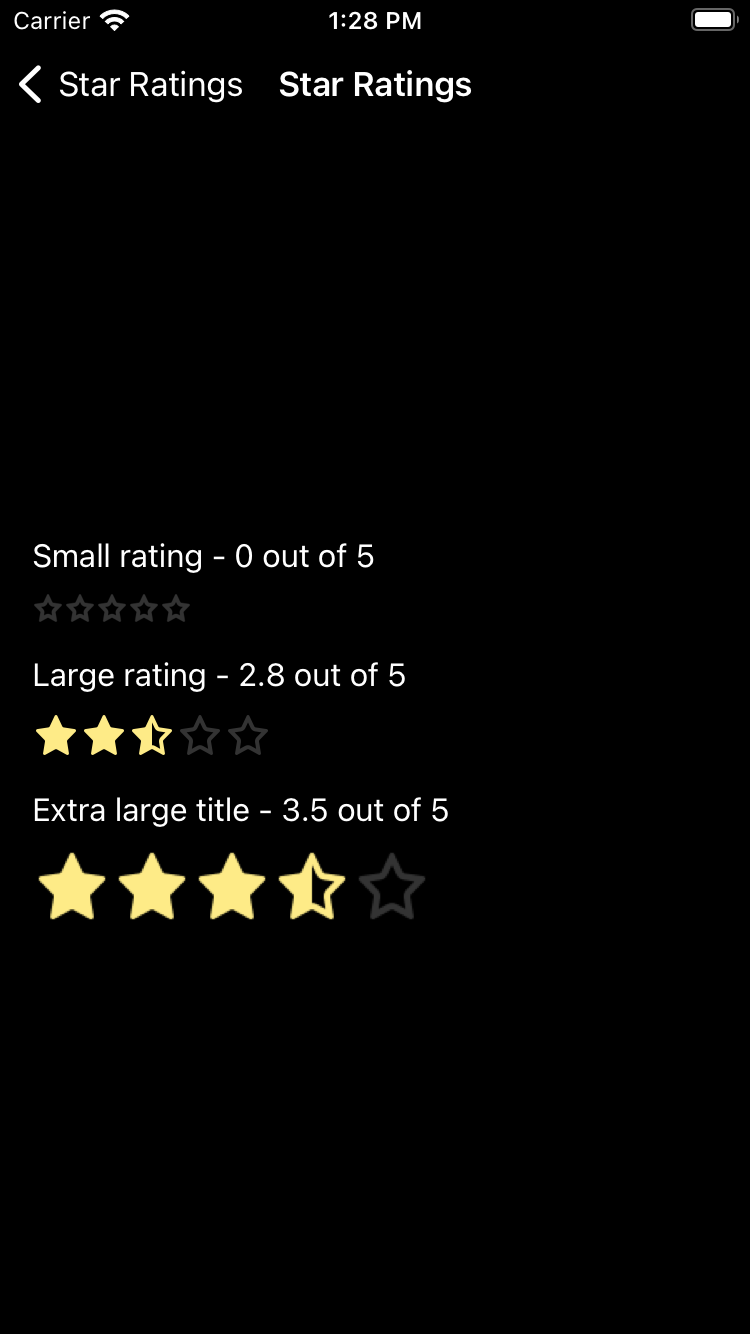 Carrier 1:28 PM
Star Ratings Star Ratings
Small rating - 0 out of 5
Large rating - 2.8 out of 5
Extra large title - 3.5 out of 5